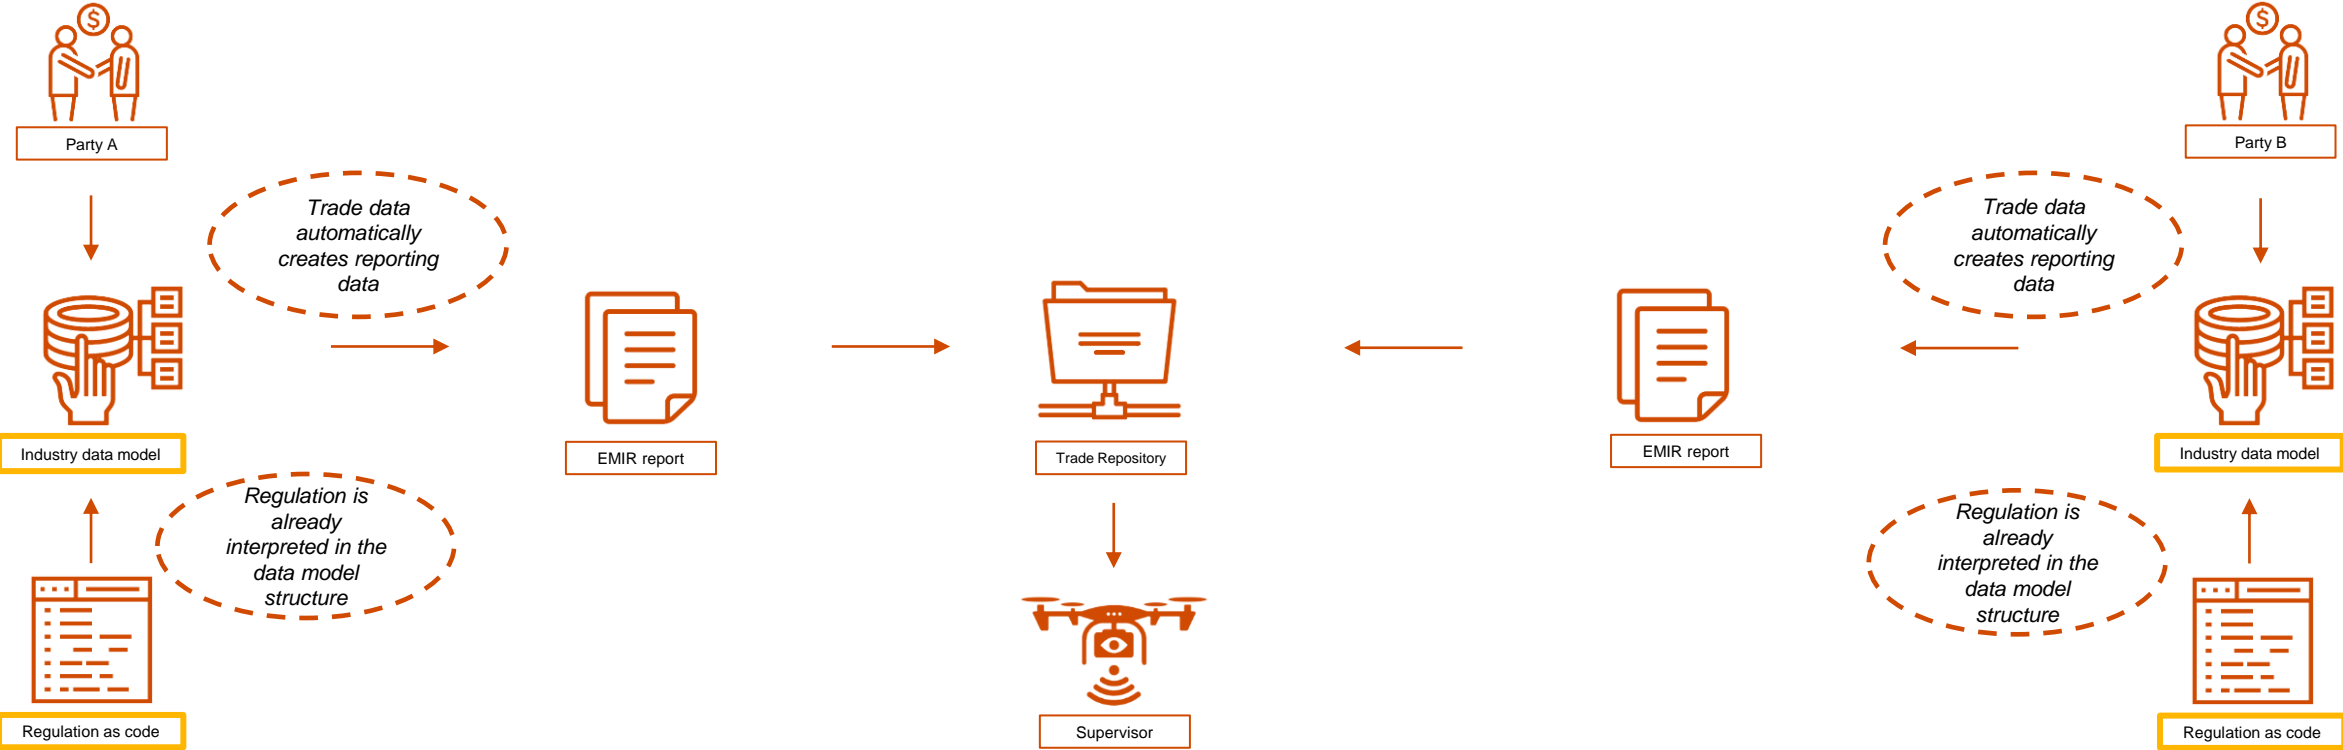 $
$
Party A
Party B
Trade data
automatically
creates reporting
data
Trade data
automatically
creates reporting
data
Industry data model
EMIR report
Trade Repository
EMIR report
Industry data model
Regulation is
already
interpreted in the
data model
structure
Regulation is
already
interpreted in the
data model
structure
Regulation as code
Supervisor
Regulation as code